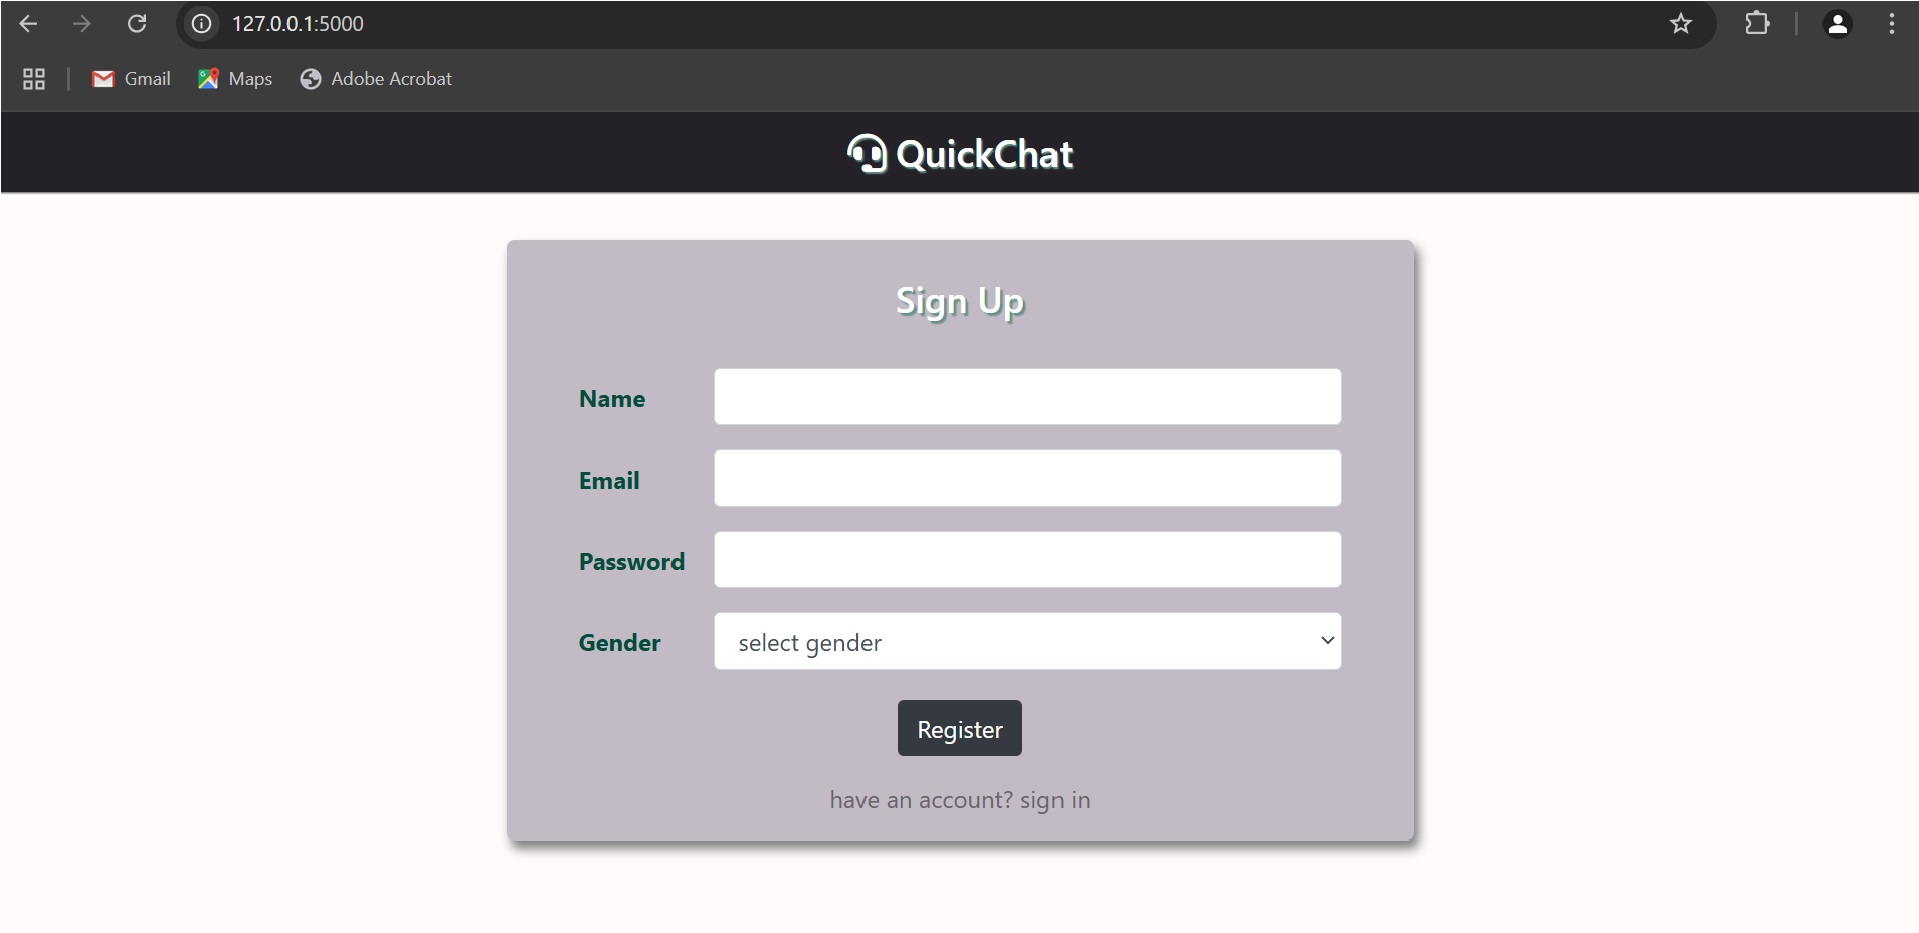 127.0.0.1:5000
Gmail Maps Adobe Acrobat
QuickChat
Sign Up
Name
Email
Password
Gender select gender
Register
have an account? sign in